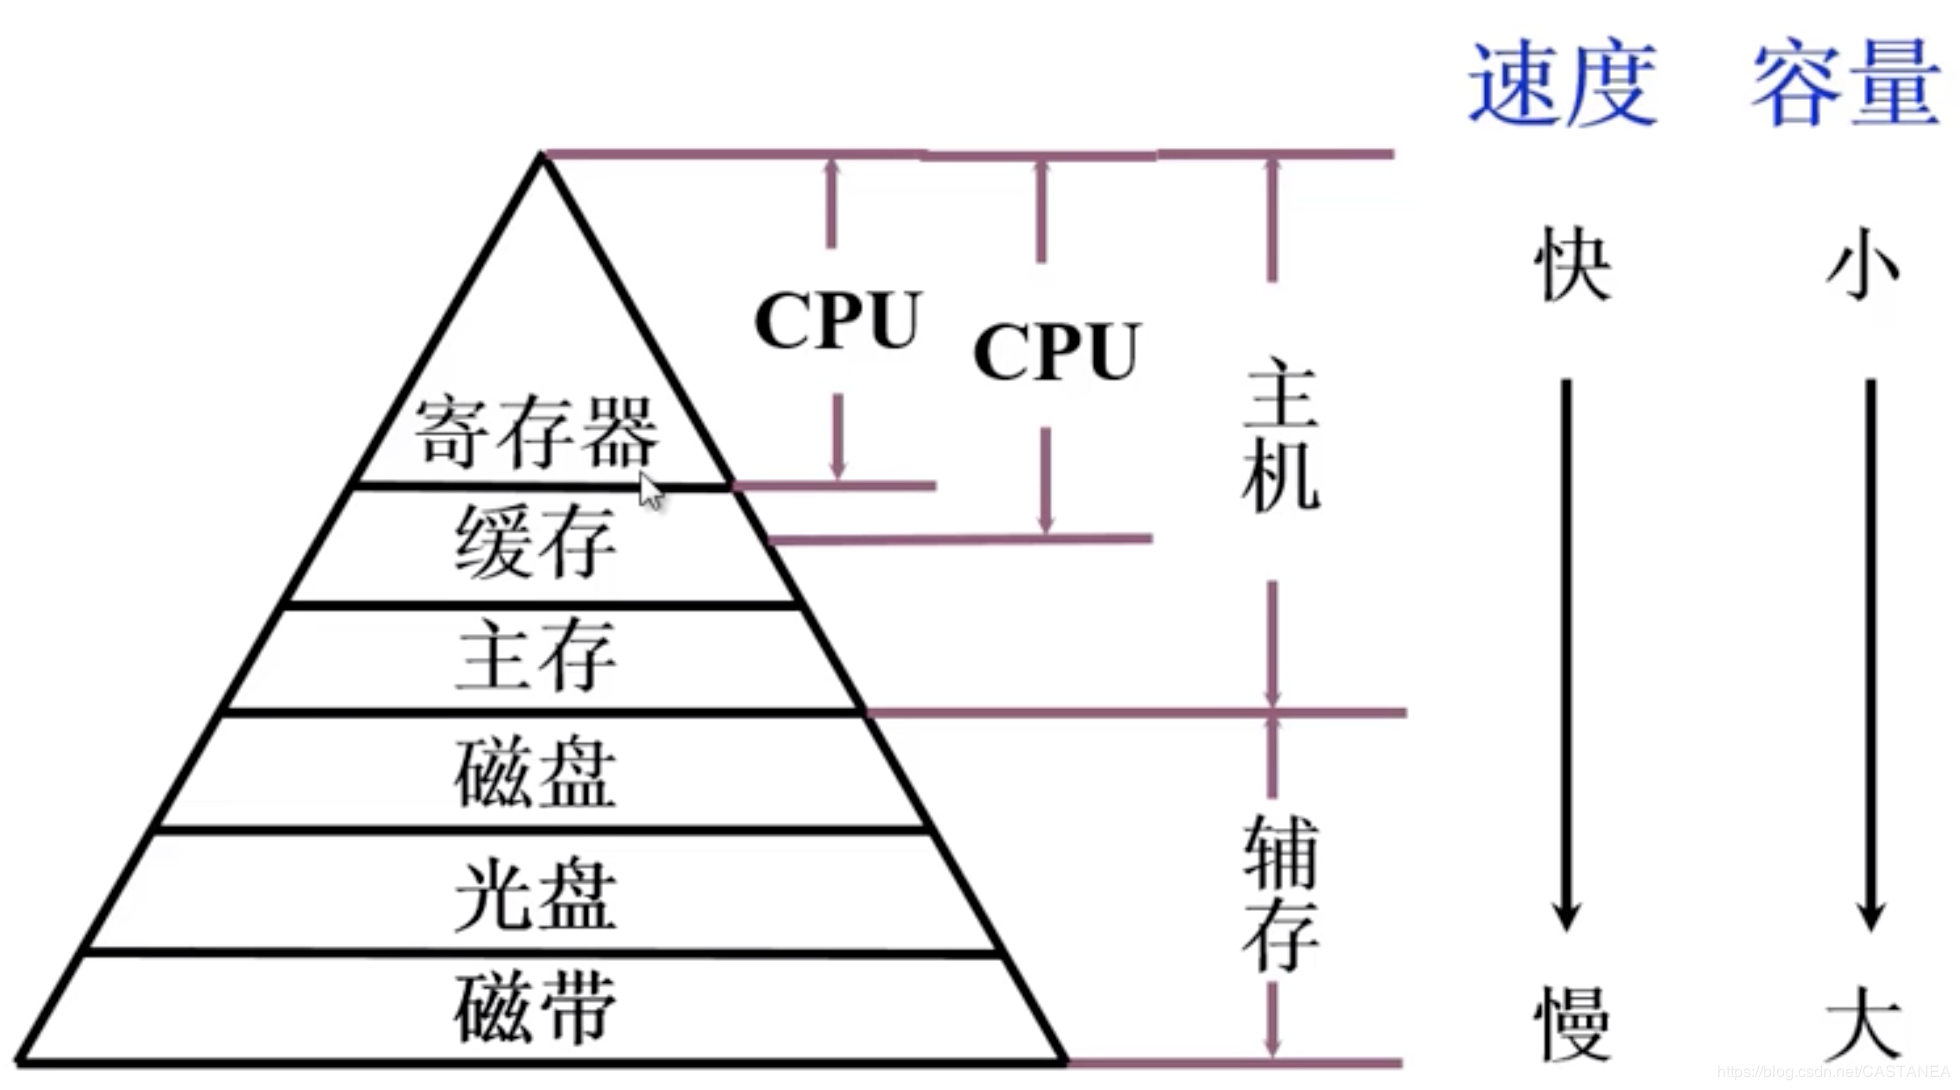 速度 容量
快 小
CPU
CPU
主机
寄存器
缓存
主存
磁盘
辅存
光盘
磁带
慢 大
https://blog.csdn.net/CASTANEA